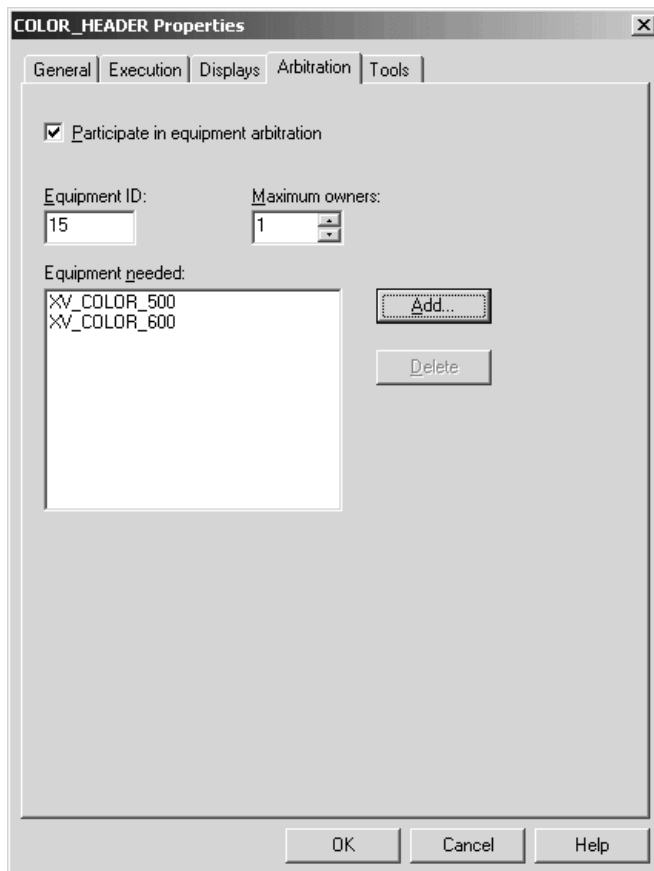 COLOR_HEADER Properties
General Execution Displays Arbitration Tools
Participate in equipment arbitration
Equipment ID: Maximum owners:
15 1
Equipment needed:
XV_COLOR_500
XV_COLOR_600
Add...
Delete
OK Cancel Help